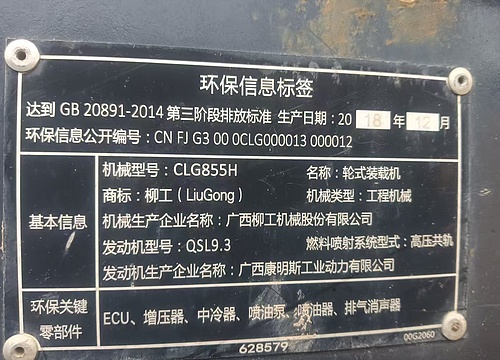 环保信息标签
达到 GB 20891-2014 第三阶段排放标准 生产日期：20 18 年 12 月
环保信息公开编号：CN FJ G3 00 0CLG000013 000012
基本信息
机械型号：CLG855H 名称：轮式装载机
商标：柳工（LiuGong） 机械类型：工程机械
机械生产企业名称：广西柳工机械股份有限公司
发动机型号：QSL9.3 燃料喷射系统型式：高压共轨
发动机生产企业名称：广西康明斯工业动力有限公司
环保关键
零部件
ECU、增压器、中冷器、喷油泵、喷油器、排气消声器
628579
00G2060